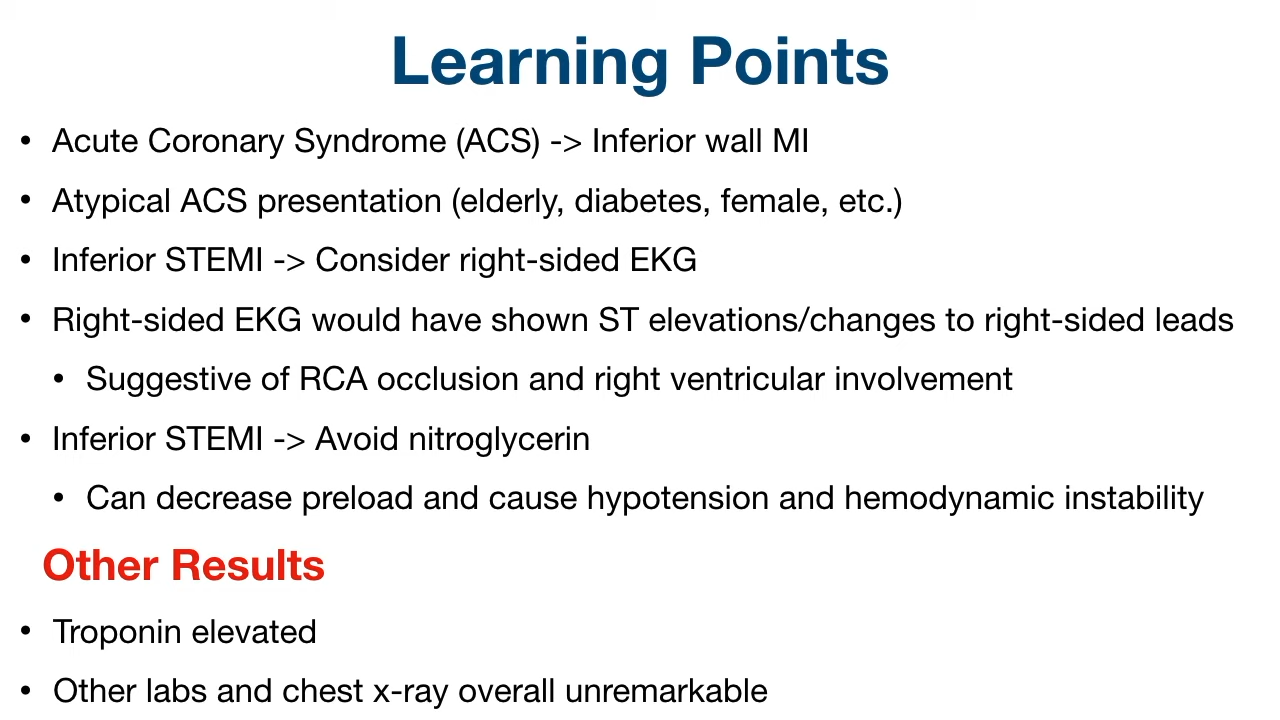 Learning Points
• Acute Coronary Syndrome (ACS) -> Inferior wall MI
• Atypical ACS presentation (elderly, diabetes, female, etc.)
• Inferior STEMI -> Consider right-sided EKG
• Right-sided EKG would have shown ST elevations/changes to right-sided leads
• Suggestive of RCA occlusion and right ventricular involvement
• Inferior STEMI -> Avoid nitroglycerin
• Can decrease preload and cause hypotension and hemodynamic instability
Other Results
• Troponin elevated
• Other labs and chest x-ray overall unremarkable